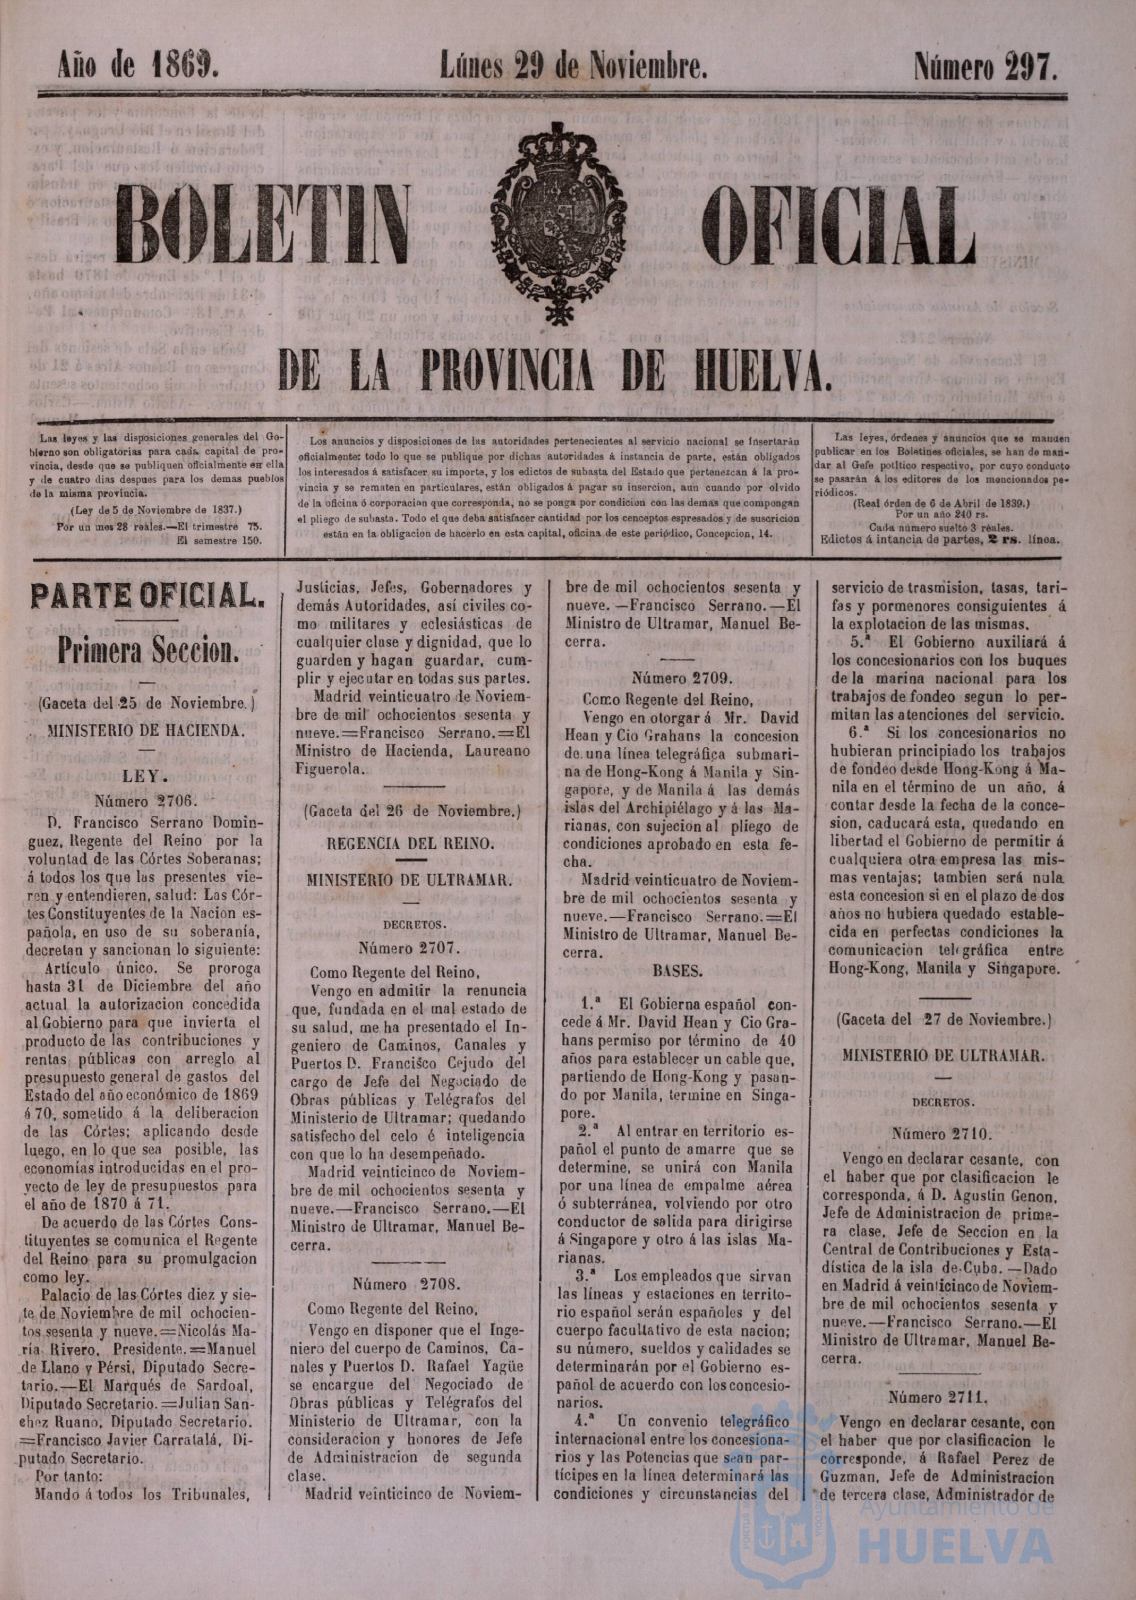 Año de 1869.
Lúnes 29 de Noviembre.
Número 297.
BOLETIN OFICIAL
DE LA PROVINCIA DE HUELVA.
Las leyes y las disposiciones generales del Go-
bierno son obligatorias para cada capital de pro-
vincia, desde que se publiquen oficialmente en ella
y de cuatro dias despues para los demas pueblos
de la misma provincia.
(Ley de 5 de Noviembre de 1837.)
Por un mes 28 reales.—El trimestre 75.
El semestre 150.
Los anuncios y disposiciones de las autoridades pertenecientes al servicio nacional se insertarán
oficialmente; todo lo que se publique por dichas autoridades á instancia de parte, están obligados
los interesados á satisfacer su importe, y los edictos de subasta del Estado que pertenezcan á la pro-
vincia y se rematen en particulares, están obligados á pagar su insercion, aun cuando por olvido
de la oficina ó corporacion que corresponda, no se ponga por condicion con las demas que compongan
el pliego de subasta. Todo el que deba satisfacer cantidad por los conceptos espresados y de suscricion
están en la obligacion de hacerlo en esta capital, oficina de este periódico, Concepcion, 14.
Las leyes, órdenes y anuncios que se manden
publicar en los Boletines oficiales, se han de man-
dar al Gefe político respectivo, por cuyo conducto
se pasarán á los editores de los mencionados pe-
riódicos.
(Real órden de 6 de Abril de 1839.)
Por un año 240 rs.
Cada número suelto 3 reales.
Edictos á intancia de partes, 2 rs. línea.
PARTE OFICIAL.
Primera Seccion.
(Gaceta del 25 de Noviembre.)
MINISTERIO DE HACIENDA.
LEY.
Número 2706.
D. Francisco Serrano Domin-
guez, Regente del Reino por la
voluntad de las Córtes Soberanas;
á todos los que las presentes vie-
ren y entendieren, salud: Las Cór-
tes Constituyentes de la Nacion es-
pañola, en uso de su soberanía,
decretan y sancionan lo siguiente:
Artículo único. Se proroga
hasta 31 de Diciembre del año
actual la autorizacion concedida
al Gobierno para que invierta el
producto de las contribuciones y
rentas públicas con arreglo al
presupuesto general de gastos del
Estado del año económico de 1869
á 70, sometido á la deliberacion
de las Córtes; aplicando desde
luego, en lo que sea posible, las
economías introducidas en el pro-
yecto de ley de presupuestos para
el año de 1870 á 71.
De acuerdo de las Córtes Cons-
tituyentes se comunica el Regente
del Reino para su promulgacion
como ley.
Palacio de las Córtes diez y sie-
te de Noviembre de mil ochocien-
tos sesenta y nueve.=Nicolás Ma-
ría Rivero, Presidente.=Manuel
de Llano y Pérsi, Diputado Secre-
tario.—El Marqués de Sardoal,
Diputado Secretario.=Julian San-
chez Ruano, Diputado Secretario.
=Francisco Javier Carratalá, Di-
putado Secretario.
Por tanto:
Mando á todos los Tribunales,
Justicias, Jefes, Gobernadores y
demás Autoridades, así civiles co-
mo militares y eclesiásticas de
cualquier clase y dignidad, que lo
guarden y hagan guardar, cum-
plir y ejecutar en todas sus partes.
Madrid veinticuatro de Noviem-
bre de mil ochocientos sesenta y
nueve.=Francisco Serrano.=El
Ministro de Hacienda, Laureano
Figuerola.
(Gaceta del 26 de Noviembre.)
REGENCIA DEL REINO.
MINISTERIO DE ULTRAMAR.
DECRETOS.
Número 2707.
Como Regente del Reino,
Vengo en admitir la renuncia
que, fundada en el mal estado de
su salud, me ha presentado el In-
geniero de Caminos, Canales y
Puertos D. Francisco Cejudo del
cargo de Jefe del Negociado de
Obras públicas y Telégrafos del
Ministerio de Ultramar; quedando
satisfecho del celo é inteligencia
con que lo ha desempeñado.
Madrid veinticinco de Noviem-
bre de mil ochocientos sesenta y
nueve.—Francisco Serrano.—El
Ministro de Ultramar, Manuel Be-
cerra.
Número 2708.
Como Regente del Reino,
Vengo en disponer que el Inge-
niero del cuerpo de Caminos, Ca-
nales y Puertos D. Rafael Yagüe
se encargue del Negociado de
Obras públicas y Telégrafos del
Ministerio de Ultramar, con la
consideracion y honores de Jefe
de Administracion de segunda
clase.
Madrid veinticinco de Noviem-
bre de mil ochocientos sesenta y
nueve.—Francisco Serrano.—El
Ministro de Ultramar, Manuel Be-
cerra.
Número 2709.
Como Regente del Reino,
Vengo en otorgar á Mr. David
Hean y Cio Grahans la concesion
de una línea telegráfica submari-
na de Hong-Kong á Manila y Sin-
gapore, y de Manila á las demás
islas del Archipiélago y á las Ma-
rianas, con sujecion al pliego de
condiciones aprobado en esta fe-
cha.
Madrid veinticuatro de Noviem-
bre de mil ochocientos sesenta y
nueve.—Francisco Serrano.=El
Ministro de Ultramar, Manuel Be-
cerra.
BASES.
1.ª El Gobierna español con-
cede á Mr. David Hean y Cio Gra-
hans permiso por término de 40
años para establecer un cable que,
partiendo de Hong-Kong y pasan-
do por Manila, termine en Singa-
pore.
2.ª Al entrar en territorio es-
pañol el punto de amarre que se
determine, se unirá con Manila
por una línea de empalme aérea
ó subterránea, volviendo por otro
conductor de salida para dirigirse
á Singapore y otro á las islas Ma-
rianas.
3.ª Los empleados que sirvan
las líneas y estaciones en territo-
rio español serán españoles y del
cuerpo facultativo de esta nacion;
su número, sueldos y calidades se
determinarán por el Gobierno es-
pañol de acuerdo con los concesio-
narios.
4.ª Un convenio telegráfico
internacional entre los concesiona-
rios y las Potencias que sean par-
tícipes en la línea determinará las
condiciones y circunstancias del
servicio de trasmision, tasas, tari-
fas y pormenores consiguientes á
la explotacion de las mismas.
5.ª El Gobierno auxiliará á
los concesionarios con los buques
de la marina nacional para los
trabajos de fondeo segun lo per-
mitan las atenciones del servicio.
6.ª Si los concesionarios no
hubieran principiado los trabajos
de fondeo desde Hong-Kong á Ma-
nila en el término de un año, á
contar desde la fecha de la conce-
sion, caducará esta, quedando en
libertad el Gobierno de permitir á
cualquiera otra empresa las mis-
mas ventajas; tambien será nula
esta concesion si en el plazo de dos
años no hubiera quedado estable-
cida en perfectas condiciones la
comunicacion telegráfica entre
Hong-Kong, Manila y Singapore.
(Gaceta del 27 de Noviembre.)
MINISTERIO DE ULTRAMAR.
DECRETOS.
Número 2710.
Vengo en declarar cesante, con
el haber que por clasificacion le
corresponda, á D. Agustin Genon,
Jefe de Administracion de prime-
ra clase, Jefe de Seccion en la
Central de Contribuciones y Esta-
dística de la isla de Cuba.—Dado
en Madrid á veinticinco de Noviem-
bre de mil ochocientos sesenta y
nueve.—Francisco Serrano.—El
Ministro de Ultramar, Manuel Be-
cerra.
Número 2711.
Vengo en declarar cesante, con
el haber que por clasificacion le
corresponde, á Rafael Perez de
Guzman, Jefe de Administracion
de tercera clase, Administrador de
Ayuntamiento de
HUELVA